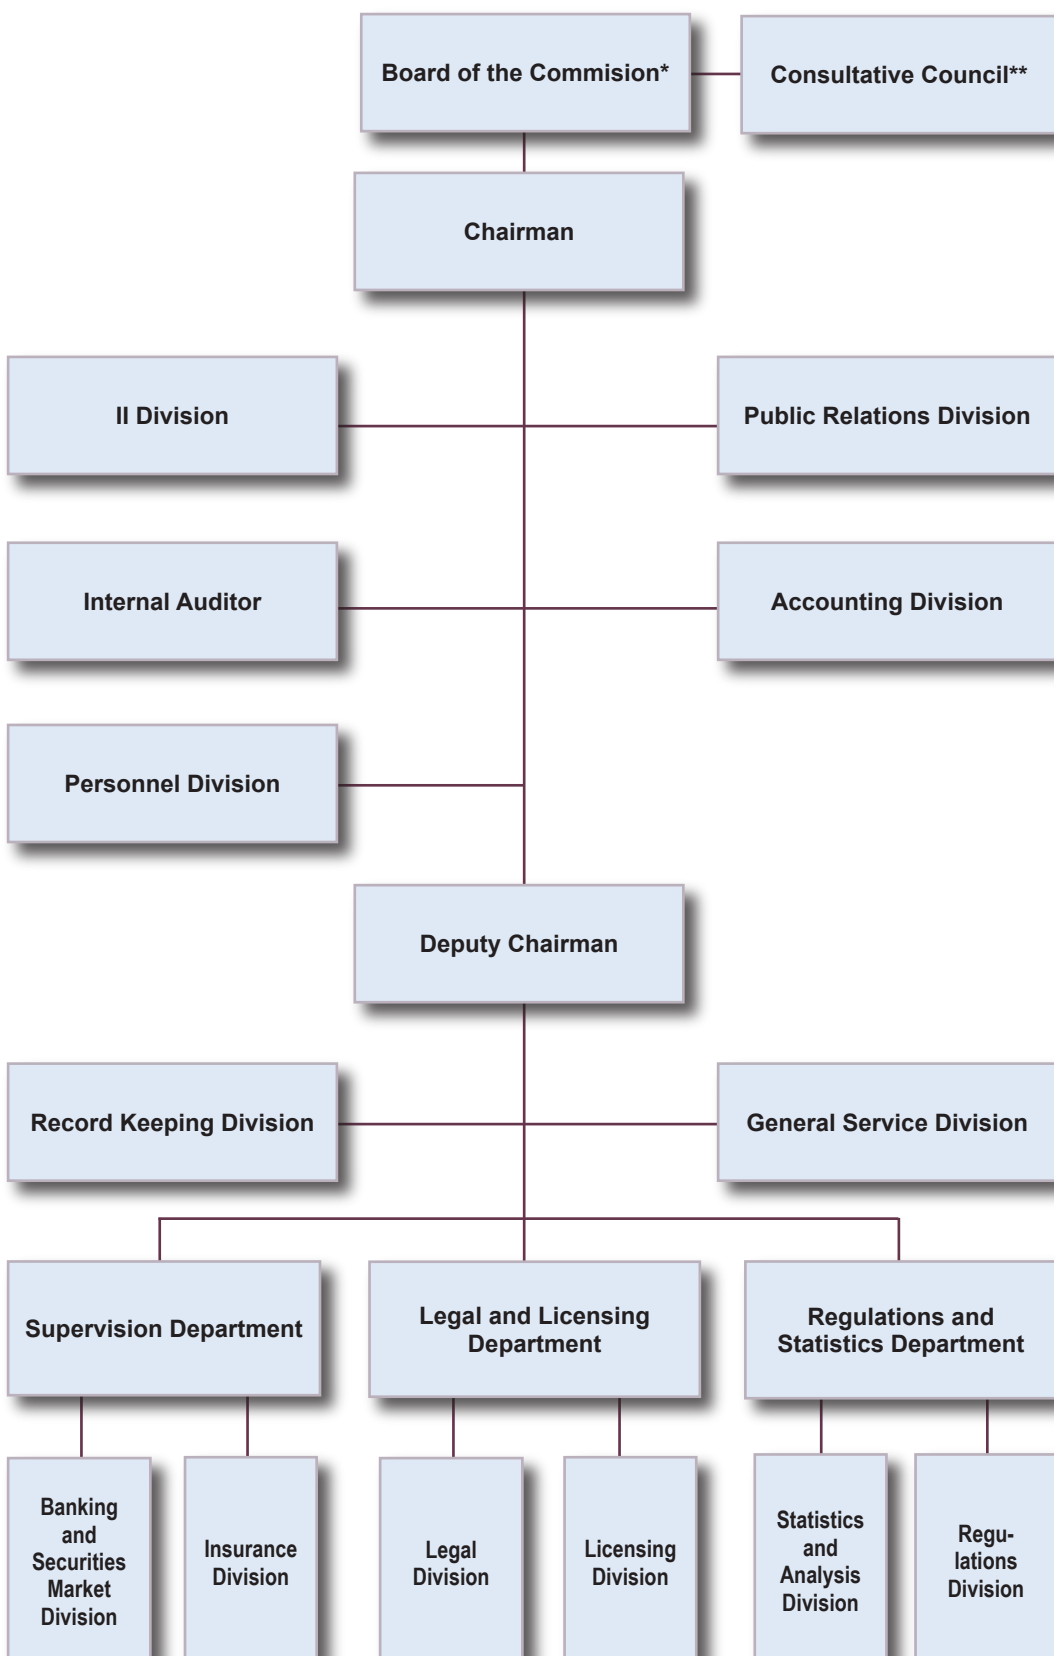 Board of the Commision*
Consultative Council**
Chairman
II Division
Public Relations Division
Internal Auditor
Accounting Division
Personnel Division
Deputy Chairman
Record Keeping Division
General Service Division
Supervision Department
Legal and Licensing
Department
Regulations and
Statistics Department
Banking
and
Securities
Market
Division
Insurance
Division
Legal
Division
Licensing
Division
Statistics
and
Analysis
Division
Regu-
lations
Division